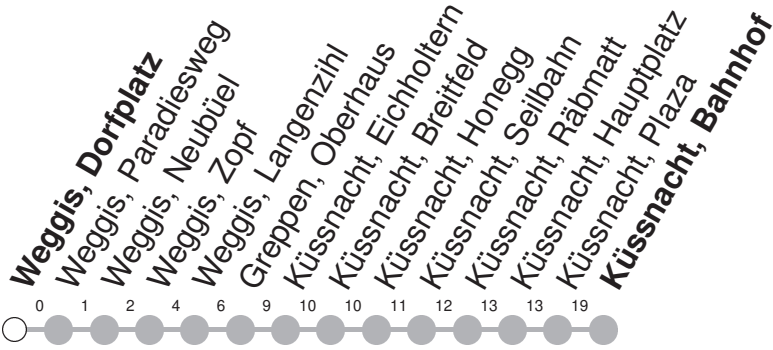 Weggis, Dorfplatz
Weggis, Paradiesweg
Weggis, Neubüel
Weggis, Zopf
Weggis, Langenzihl
Greppen, Oberhaus
Küssnacht, Eichholtern
Küssnacht, Breitfeld
Küssnacht, Honegg
Küssnacht, Seilbahn
Küssnacht, Räbmatt
Küssnacht, Hauptplatz
Küssnacht, Plaza
Küssnacht, Bahnhof
0 1 2 4 6 9 10 10 11 12 13 13 19